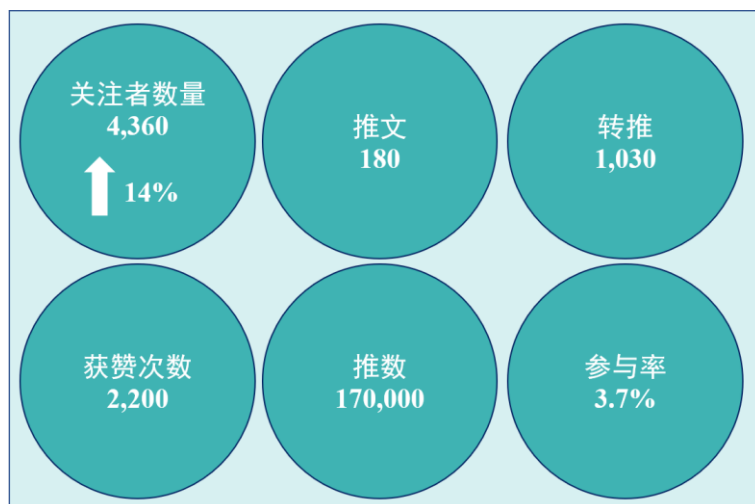 关注者数量
4,360
14%
推文
180
转推
1,030
获赞次数
2,200
推数
170,000
参与率
3.7%